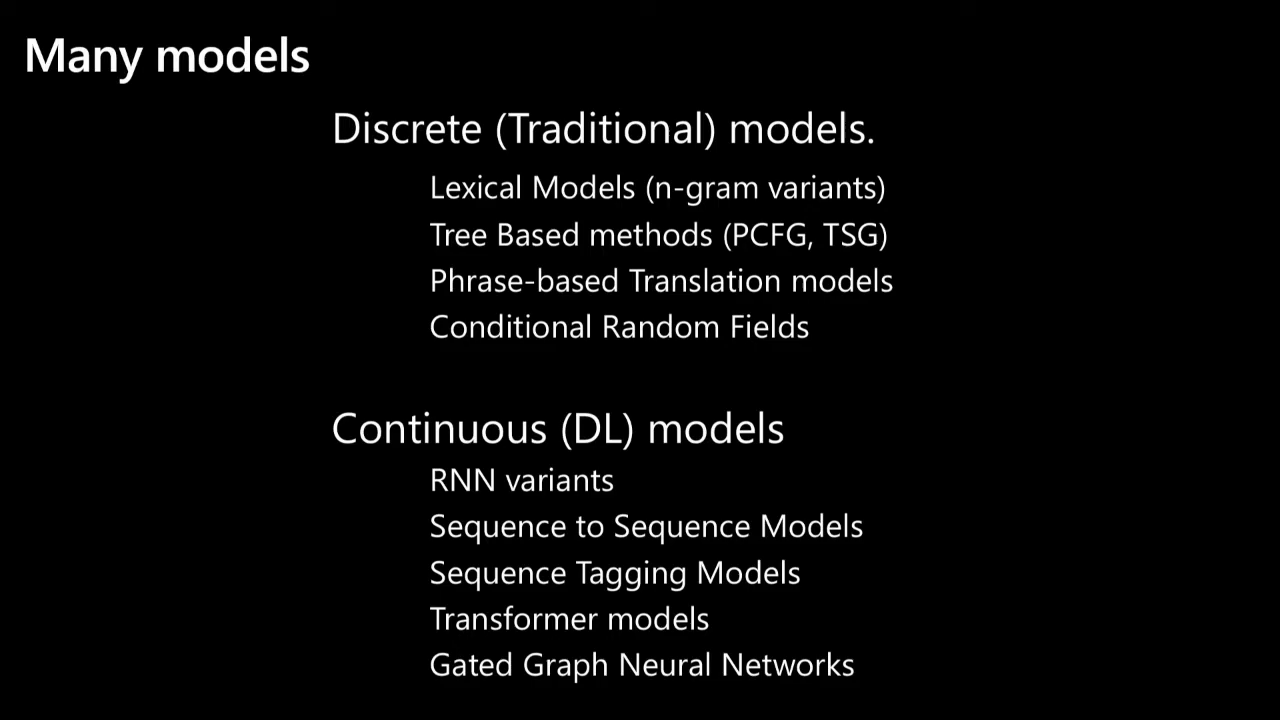 Many models
Discrete (Traditional) models.
Lexical Models (n-gram variants)
Tree Based methods (PCFG, TSG)
Phrase-based Translation models
Conditional Random Fields
Continuous (DL) models
RNN variants
Sequence to Sequence Models
Sequence Tagging Models
Transformer models
Gated Graph Neural Networks